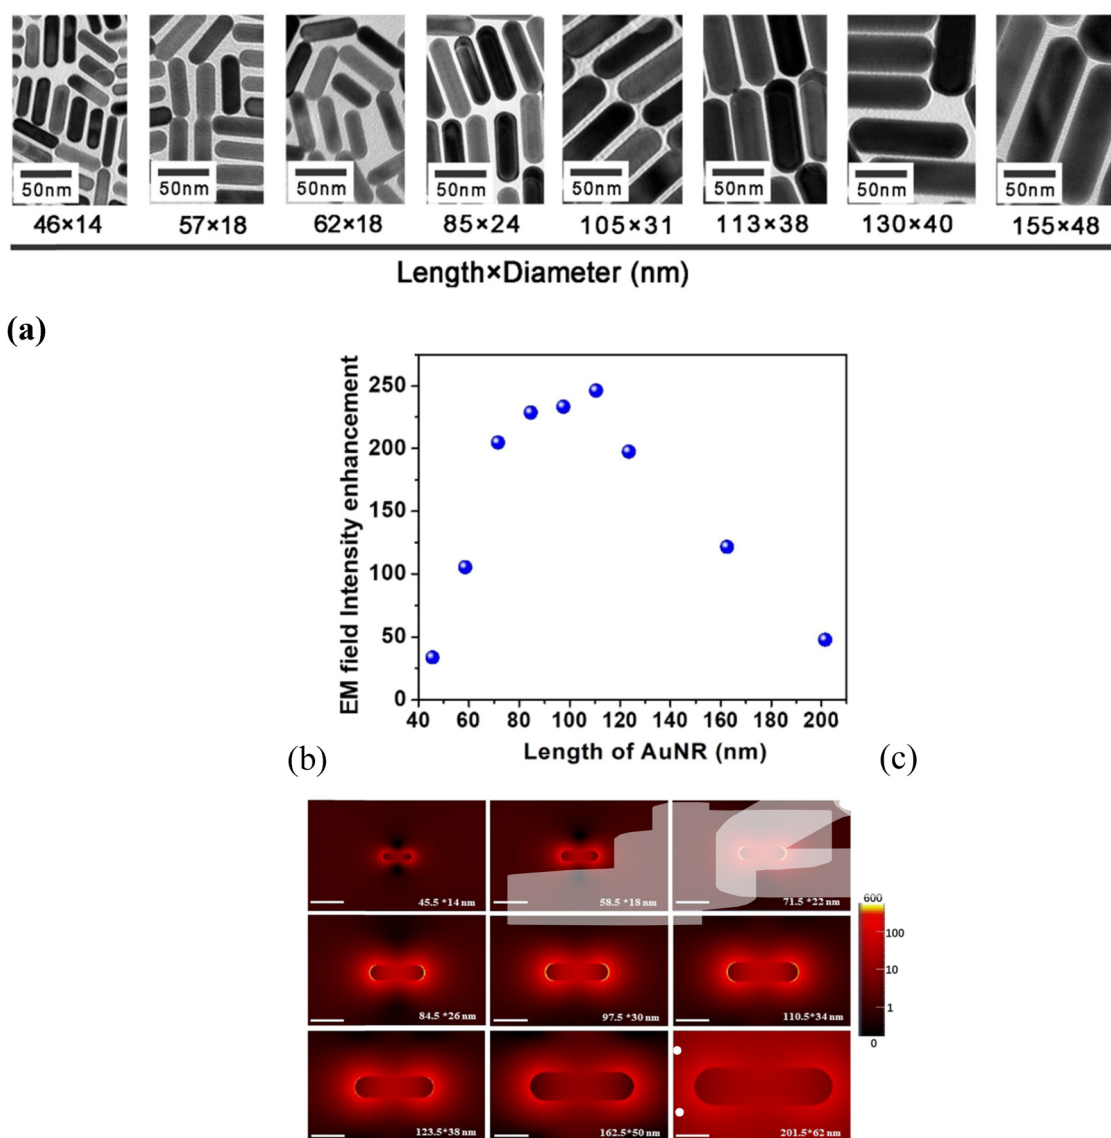 50nm 50nm 50nm 50nm 50nm 50nm 50nm 50nm
46×14 57×18 62×18 85×24 105×31 113×38 130×40 155×48
Length×Diameter (nm)
(a)
EM field Intensity enhancement
250
200
150
100
50
0
40 60 80 100 120 140 160 180 200
Length of AuNR (nm)
(b) (c)
45.5 *14 nm 58.5 *18 nm 71.5 *22 nm
84.5 *26 nm 97.5 *30 nm 110.5*34 nm
123.5*38 nm 162.5*50 nm 201.5*62 nm
600
100
10
1
0